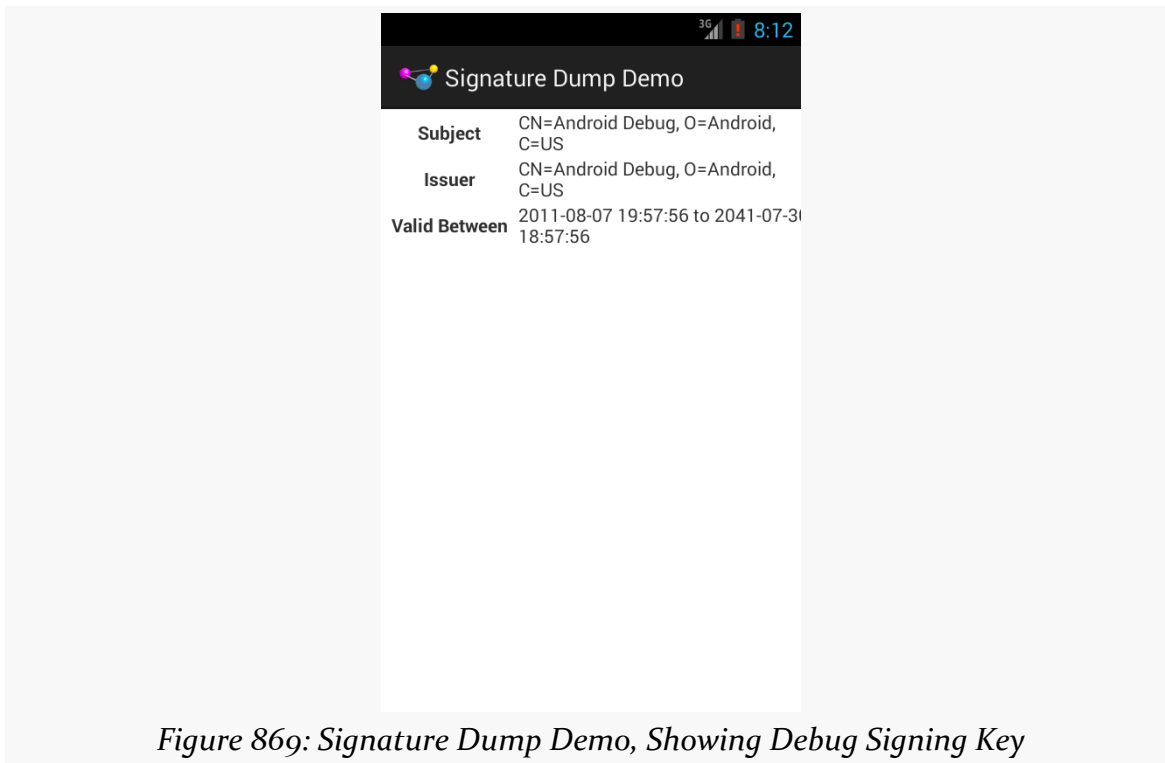 3G 8:12
Signature Dump Demo
Subject CN=Android Debug, O=Android,
C=US
Issuer CN=Android Debug, O=Android,
C=US
Valid Between 2011-08-07 19:57:56 to 2041-07-30
18:57:56
Figure 869: Signature Dump Demo, Showing Debug Signing Key